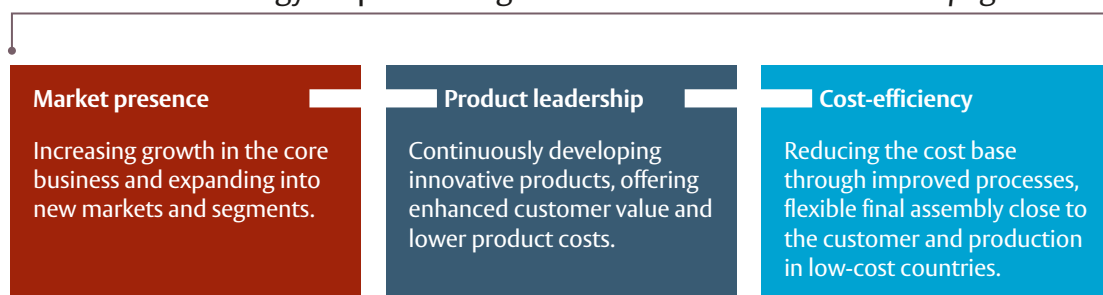 Market presence
Increasing growth in the core
business and expanding into
new markets and segments.
Product leadership
Continuously developing
innovative products, offering
enhanced customer value and
lower product costs.
Cost-efficiency
Reducing the cost base
through improved processes,
flexible final assembly close to
the customer and production
in low-cost countries.